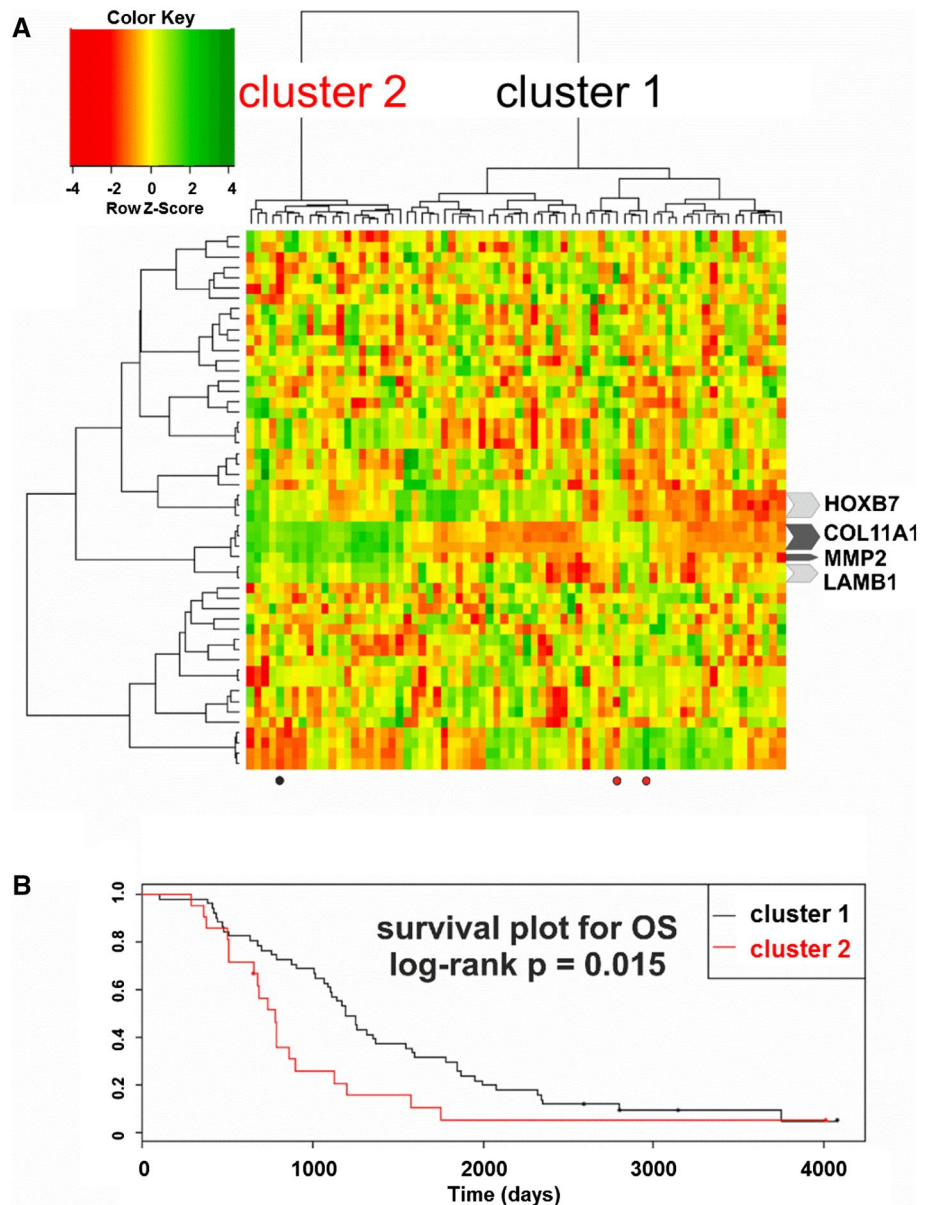 A
Color Key
-4 -2 0 2 4
Row Z-Score
cluster 2 cluster 1
HOXB7
COL11A1
MMP2
LAMB1
B
1.0
0.8
0.6
0.4
0.2
0
survival plot for OS
log-rank p = 0.015
cluster 1
cluster 2
0 1000 2000 3000 4000
Time (days)